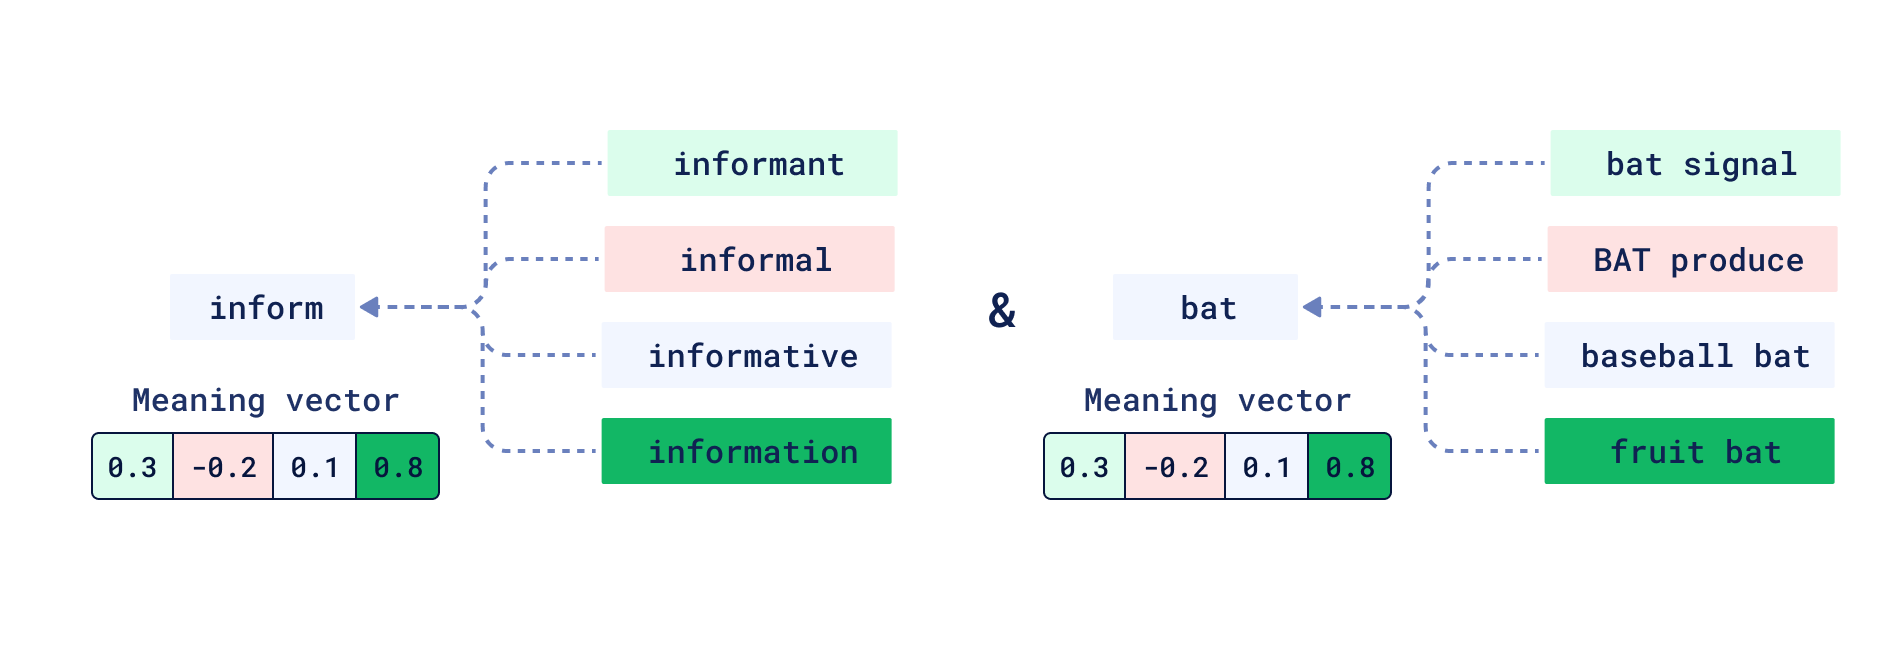 informant
informal
inform
informative
information
Meaning vector
0.3 -0.2 0.1 0.8
&
bat signal
BAT produce
bat
baseball bat
fruit bat
Meaning vector
0.3 -0.2 0.1 0.8